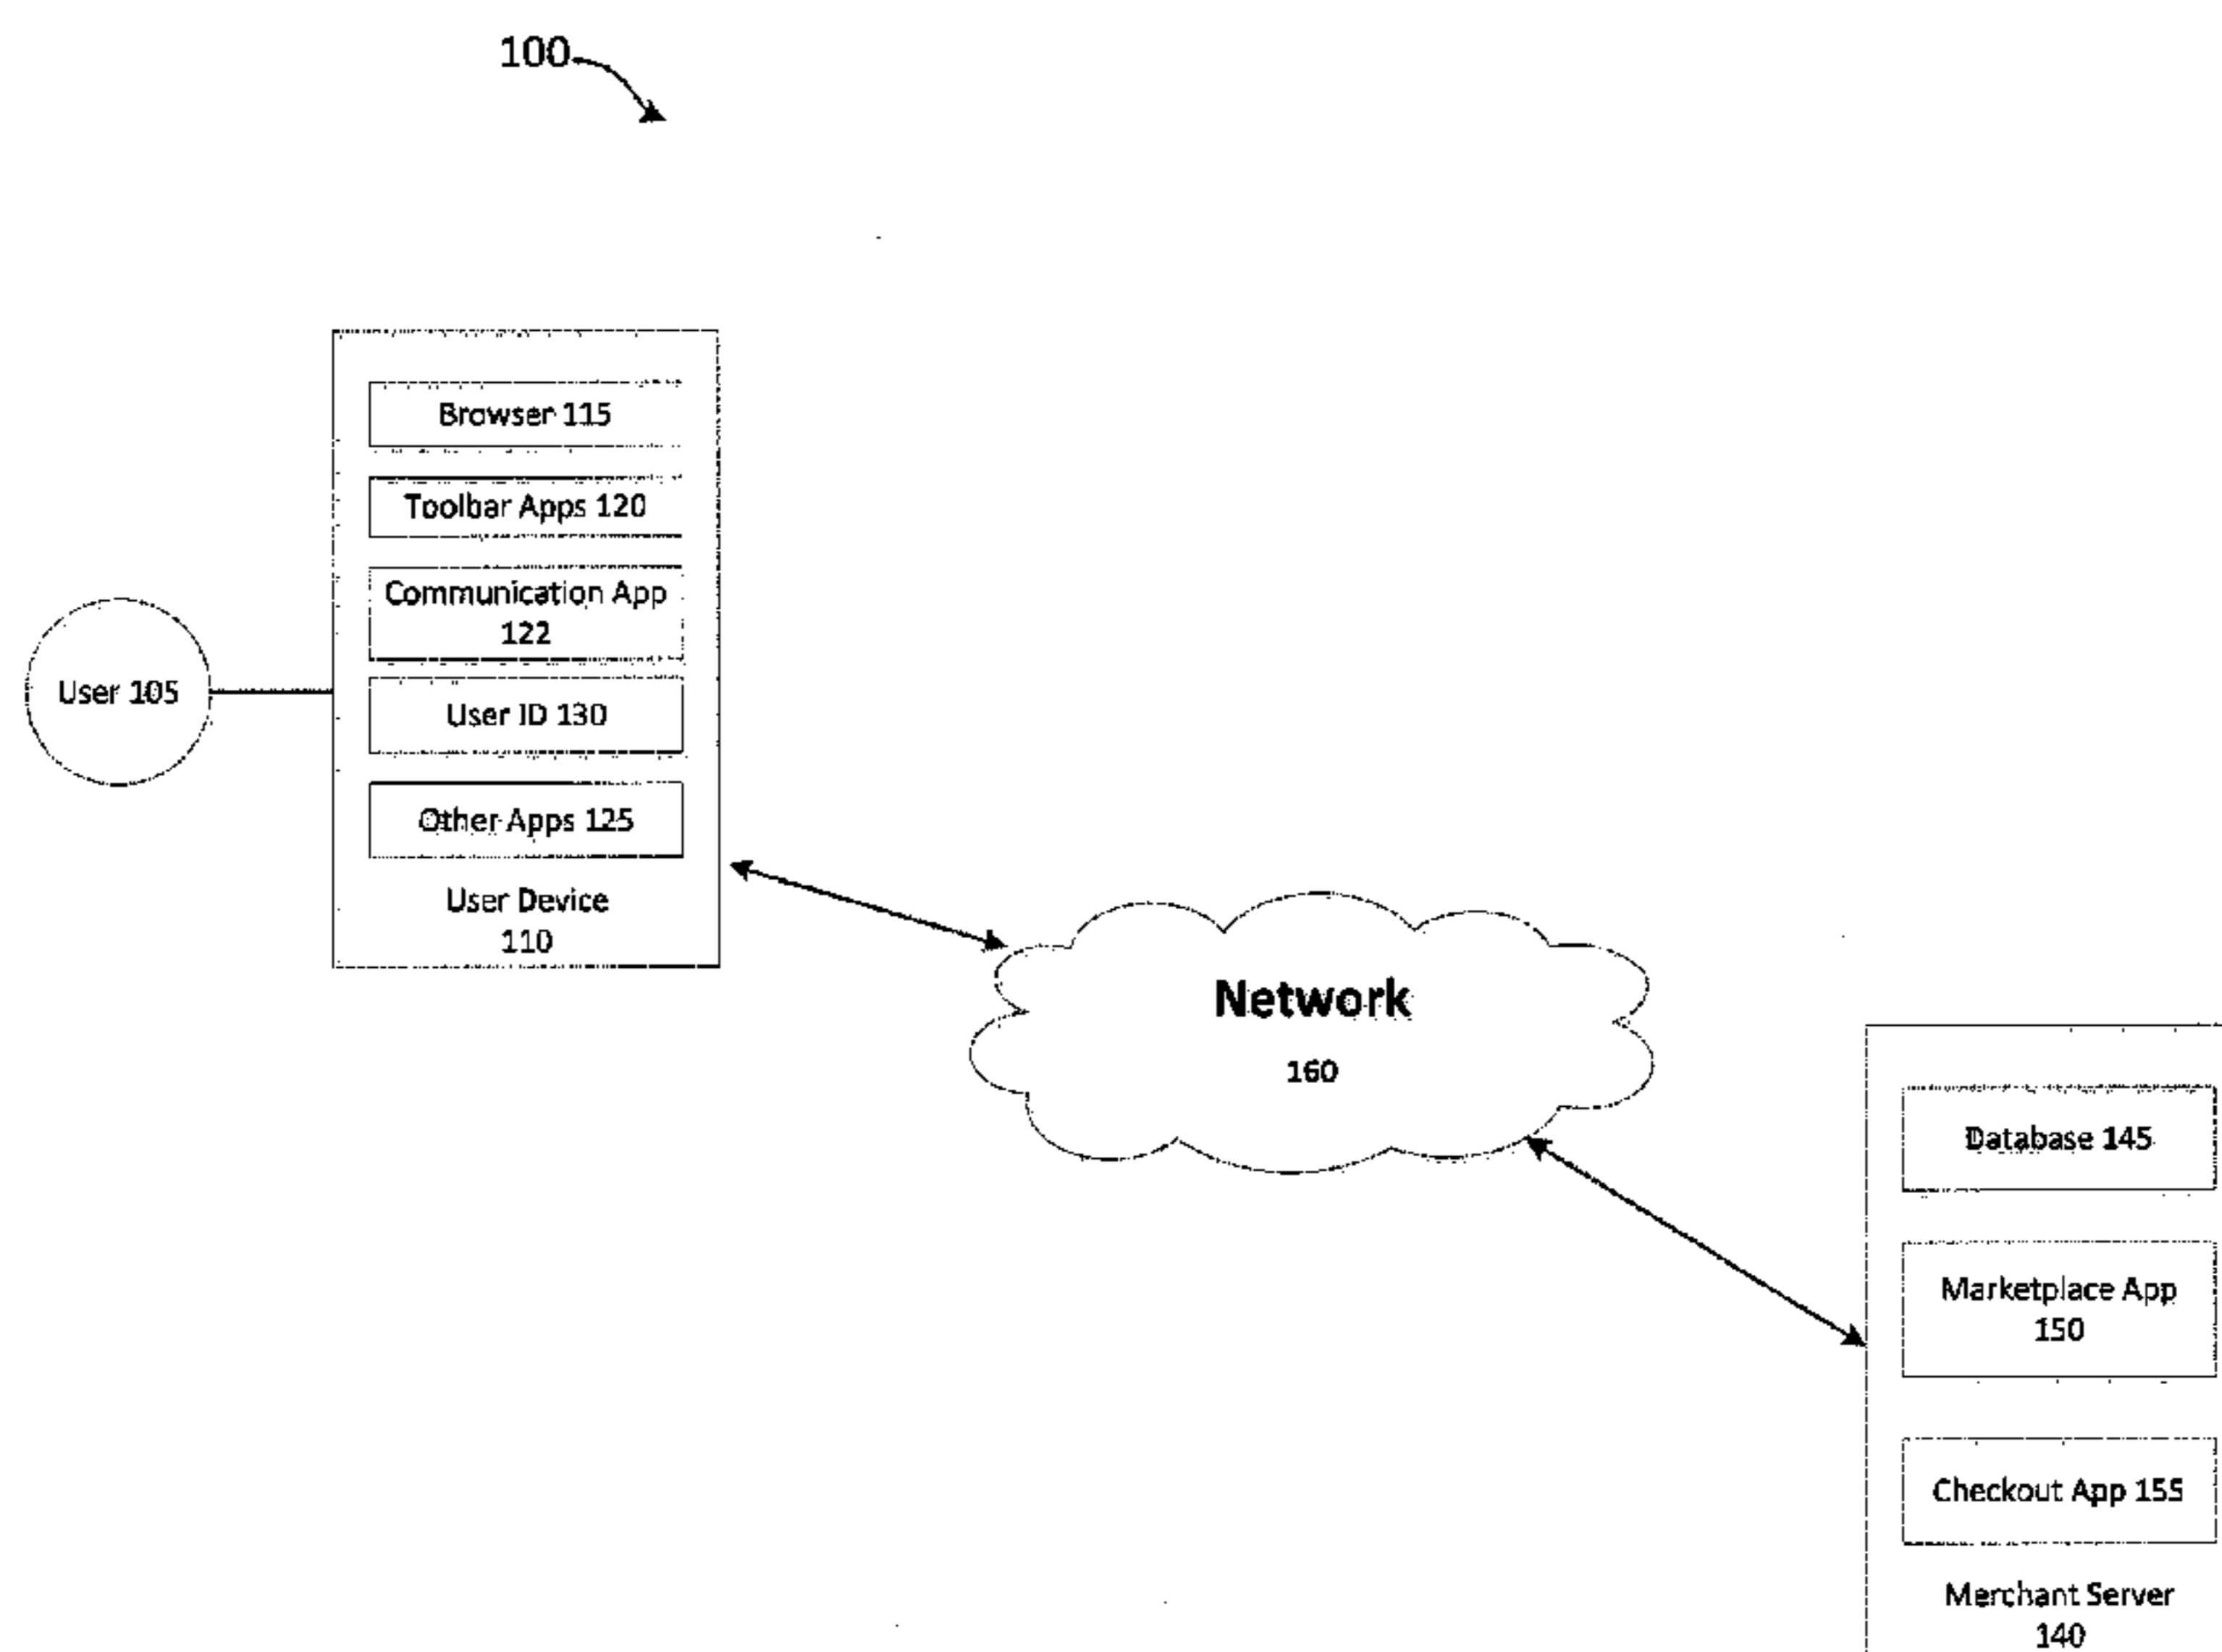 100
Browser 115
Toolbar Apps 120
Communication App
122
User 105
User ID 130
Other Apps 125
User Device
110
Network
160
Database 145
Marketplace App
150
Checkout App 155
Merchant Server
140